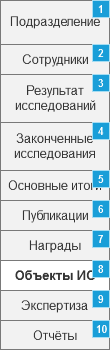 1
Подразделение
2
Сотрудники
3
Результат
исследований
4
Законченные
исследования
5
Основные итоги
6
Публикации
7
Награды
8
Объекты ИС
9
Экспертиза
10
Отчёты